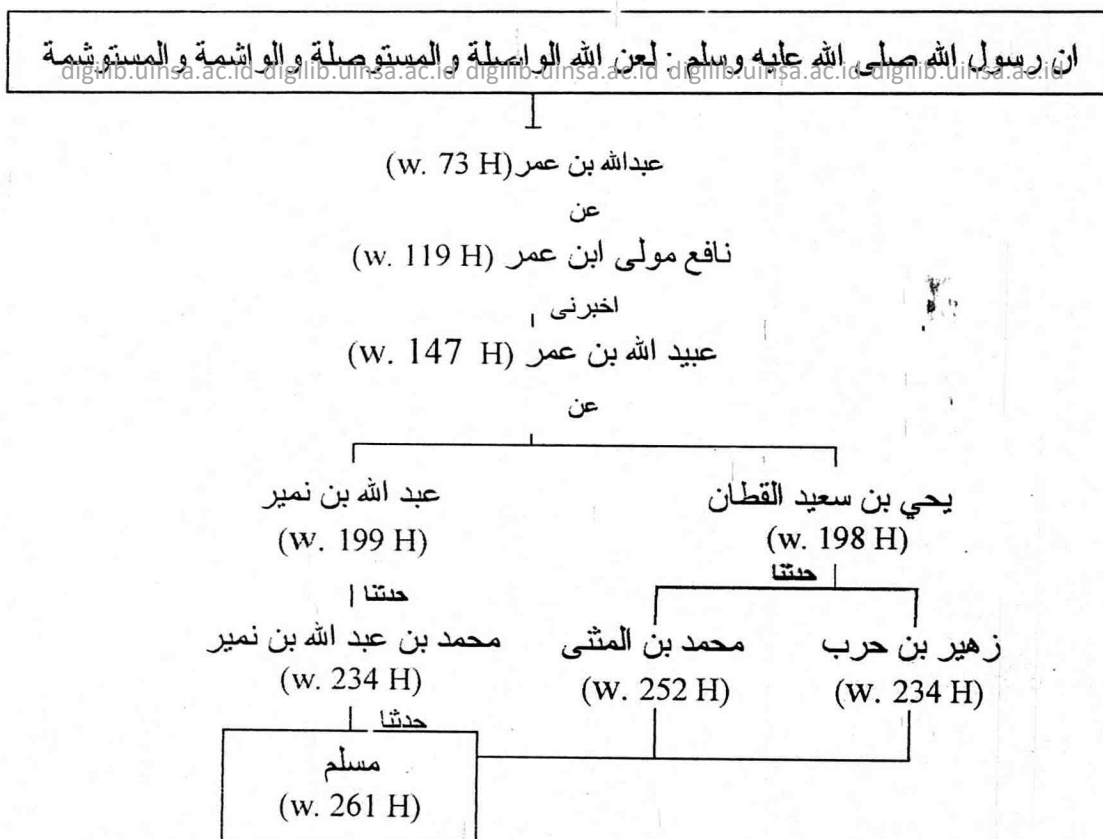 ان رسول الله صلى الله عليه وسلم : لعن الله الواصلة والمستوصلة والواشمة والمستوشمة
digilib.uinsa.ac.id digilib.uinsa.ac.id digilib.uinsa.ac.id digilib.uinsa.ac.id digilib.uinsa.ac.id
عبدالله بن عمر (w. 73 H)
عن
نافع مولى ابن عمر (w. 119 H)
اخبرنى
عبيد الله بن عمر (w. 147 H)
عن
يحي بن سعيد القطان
(w. 198 H)
عبد الله بن نمير
(w. 199 H)
حدثنا
حدثنا
زهير بن حرب
(w. 234 H)
محمد بن المثنى
(w. 252 H)
محمد بن عبد الله بن نمير
(w. 234 H)
حدثنا
مسلم
(w. 261 H)